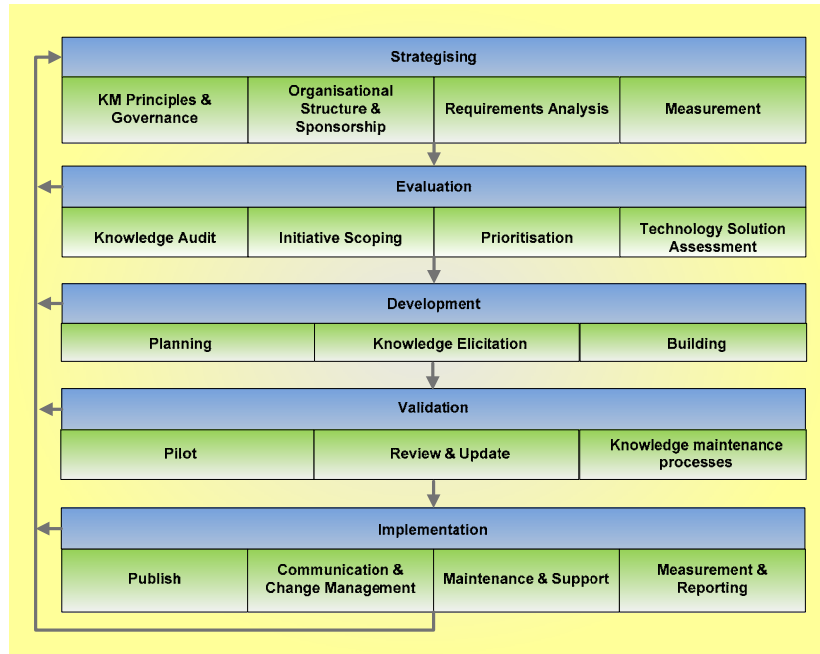 Strategising
KM Principles &
Governance
Organisational
Structure &
Sponsorship
Requirements Analysis
Measurement
Evaluation
Knowledge Audit
Initiative Scoping
Prioritisation
Technology Solution
Assessment
Development
Planning
Knowledge Elicitation
Building
Validation
Pilot
Review & Update
Knowledge maintenance
processes
Implementation
Publish
Communication &
Change Management
Maintenance & Support
Measurement &
Reporting